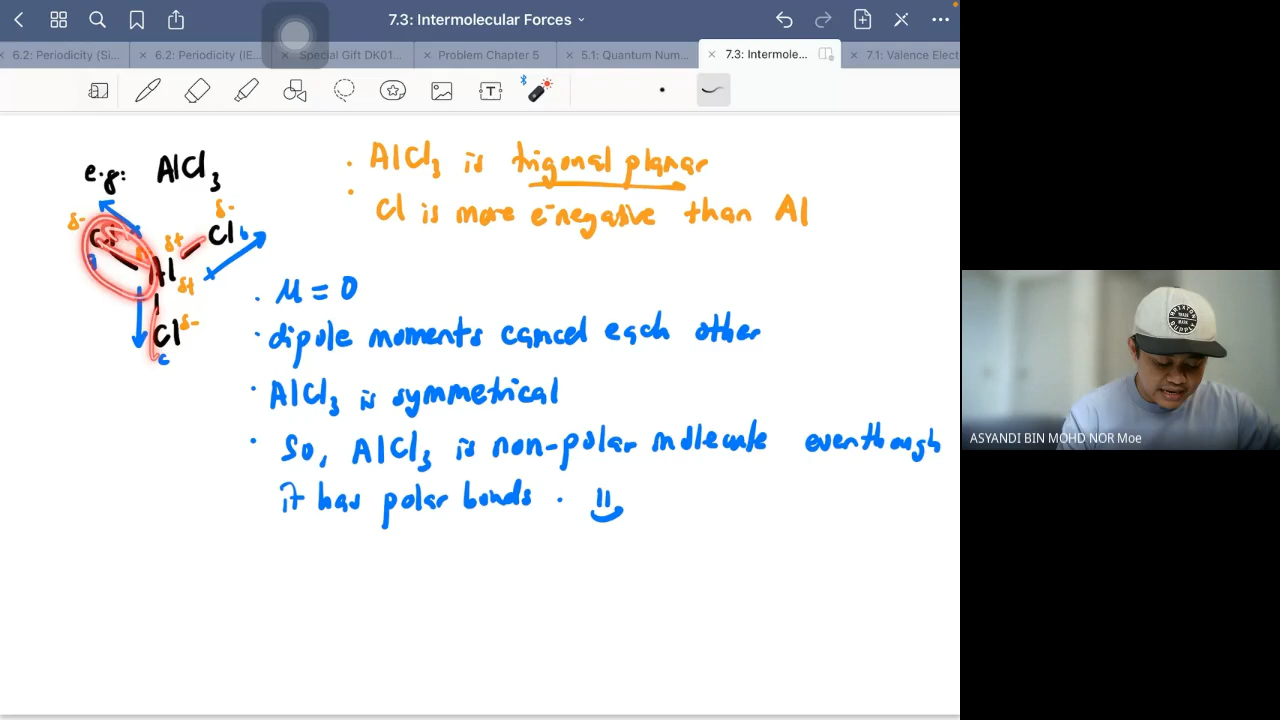 7.3: Intermolecular Forces
6.2: Periodicity (Si...
6.2: Periodicity (IE...
Special Gift DK01...
Problem Chapter 5
5.1: Quantum Num...
7.3: Intermole...
7.1: Valence Elect
e.g: AlCl3
· AlCl3 is trigonal planar
· Cl is more e-negative than Al
δ- δ-
Cl b
δ+
Al
δ+
Cl δ-
c
· μ = 0
· dipole moments cancel each other
· AlCl3 is symmetrical
· So, AlCl3 is non-polar molecule eventhough
it has polar bonds.
ASYANDI BIN MOHD NOR Moe